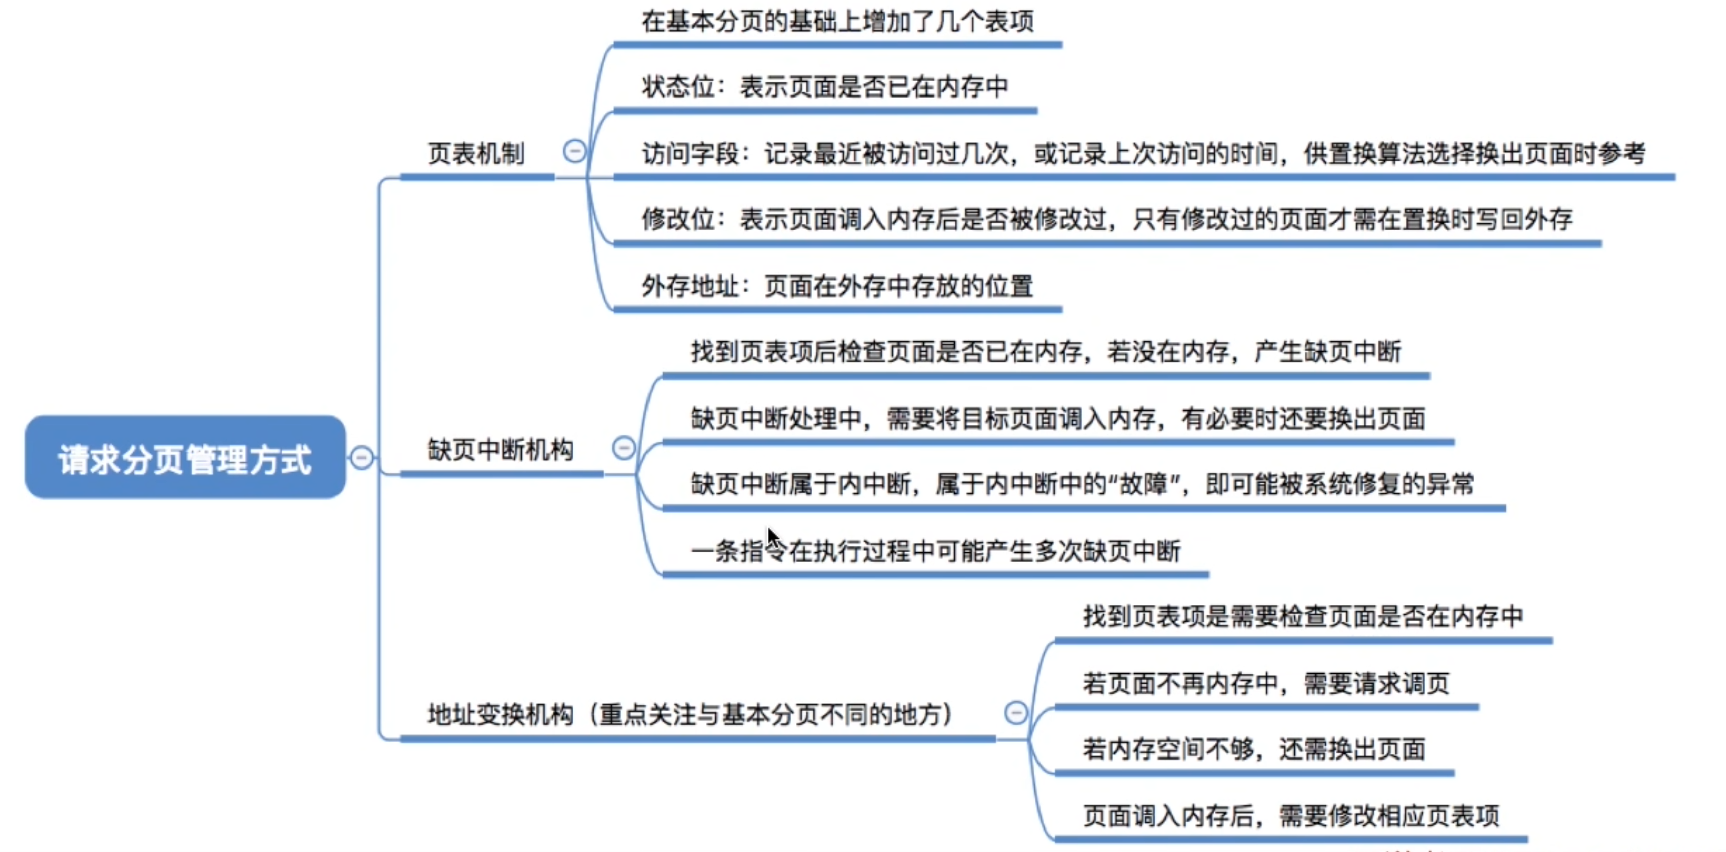 在基本分页的基础上增加了几个表项
状态位：表示页面是否已在内存中
页表机制
访问字段：记录最近被访问过几次，或记录上次访问的时间，供置换算法选择换出页面时参考
修改位：表示页面调入内存后是否被修改过，只有修改过的页面才需在置换时写回外存
外存地址：页面在外存中存放的位置
找到页表项后检查页面是否已在内存，若没在内存，产生缺页中断
缺页中断处理中，需要将目标页面调入内存，有必要时还要换出页面
请求分页管理方式
缺页中断机构
缺页中断属于内中断，属于内中断中的“故障”，即可能被系统修复的异常
一条指令在执行过程中可能产生多次缺页中断
找到页表项是需要检查页面是否在内存中
若页面不再内存中，需要请求调页
地址变换机构（重点关注与基本分页不同的地方）
若内存空间不够，还需换出页面
页面调入内存后，需要修改相应页表项